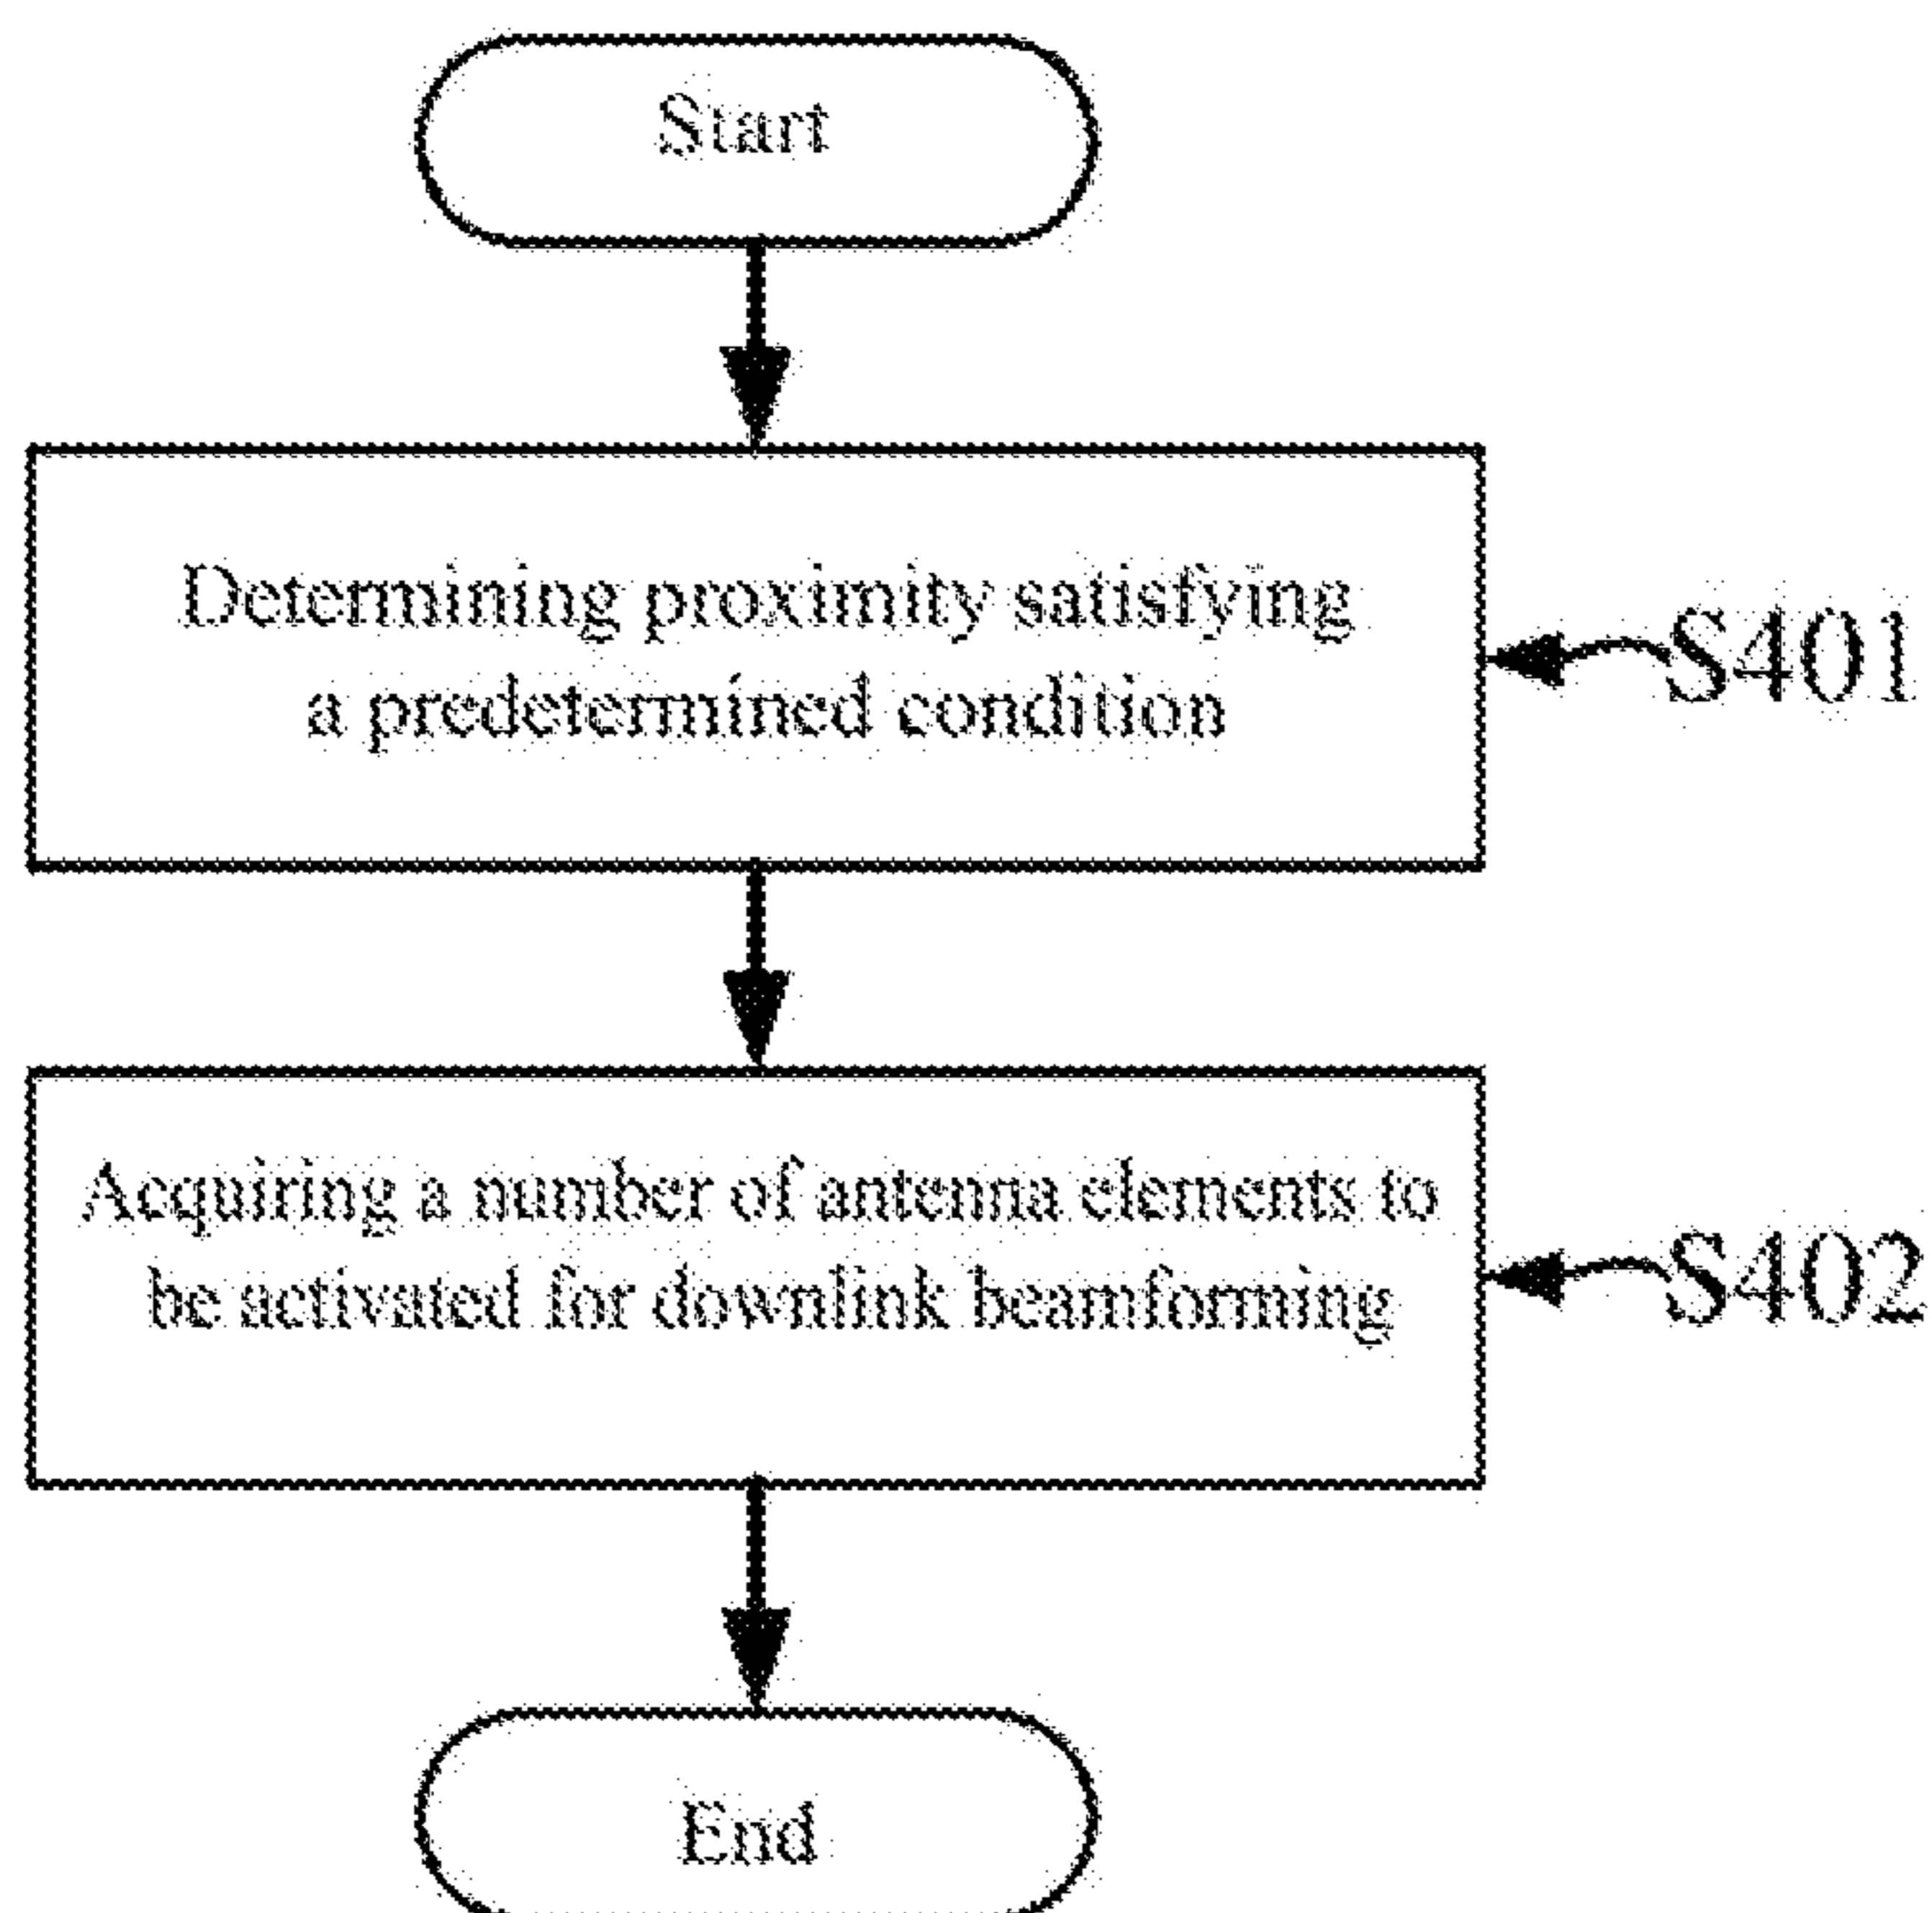 Start
Determining proximity satisfying
a predetermined condition
S401
Acquiring a number of antenna elements to
be activated for downlink beamforming
S402
End